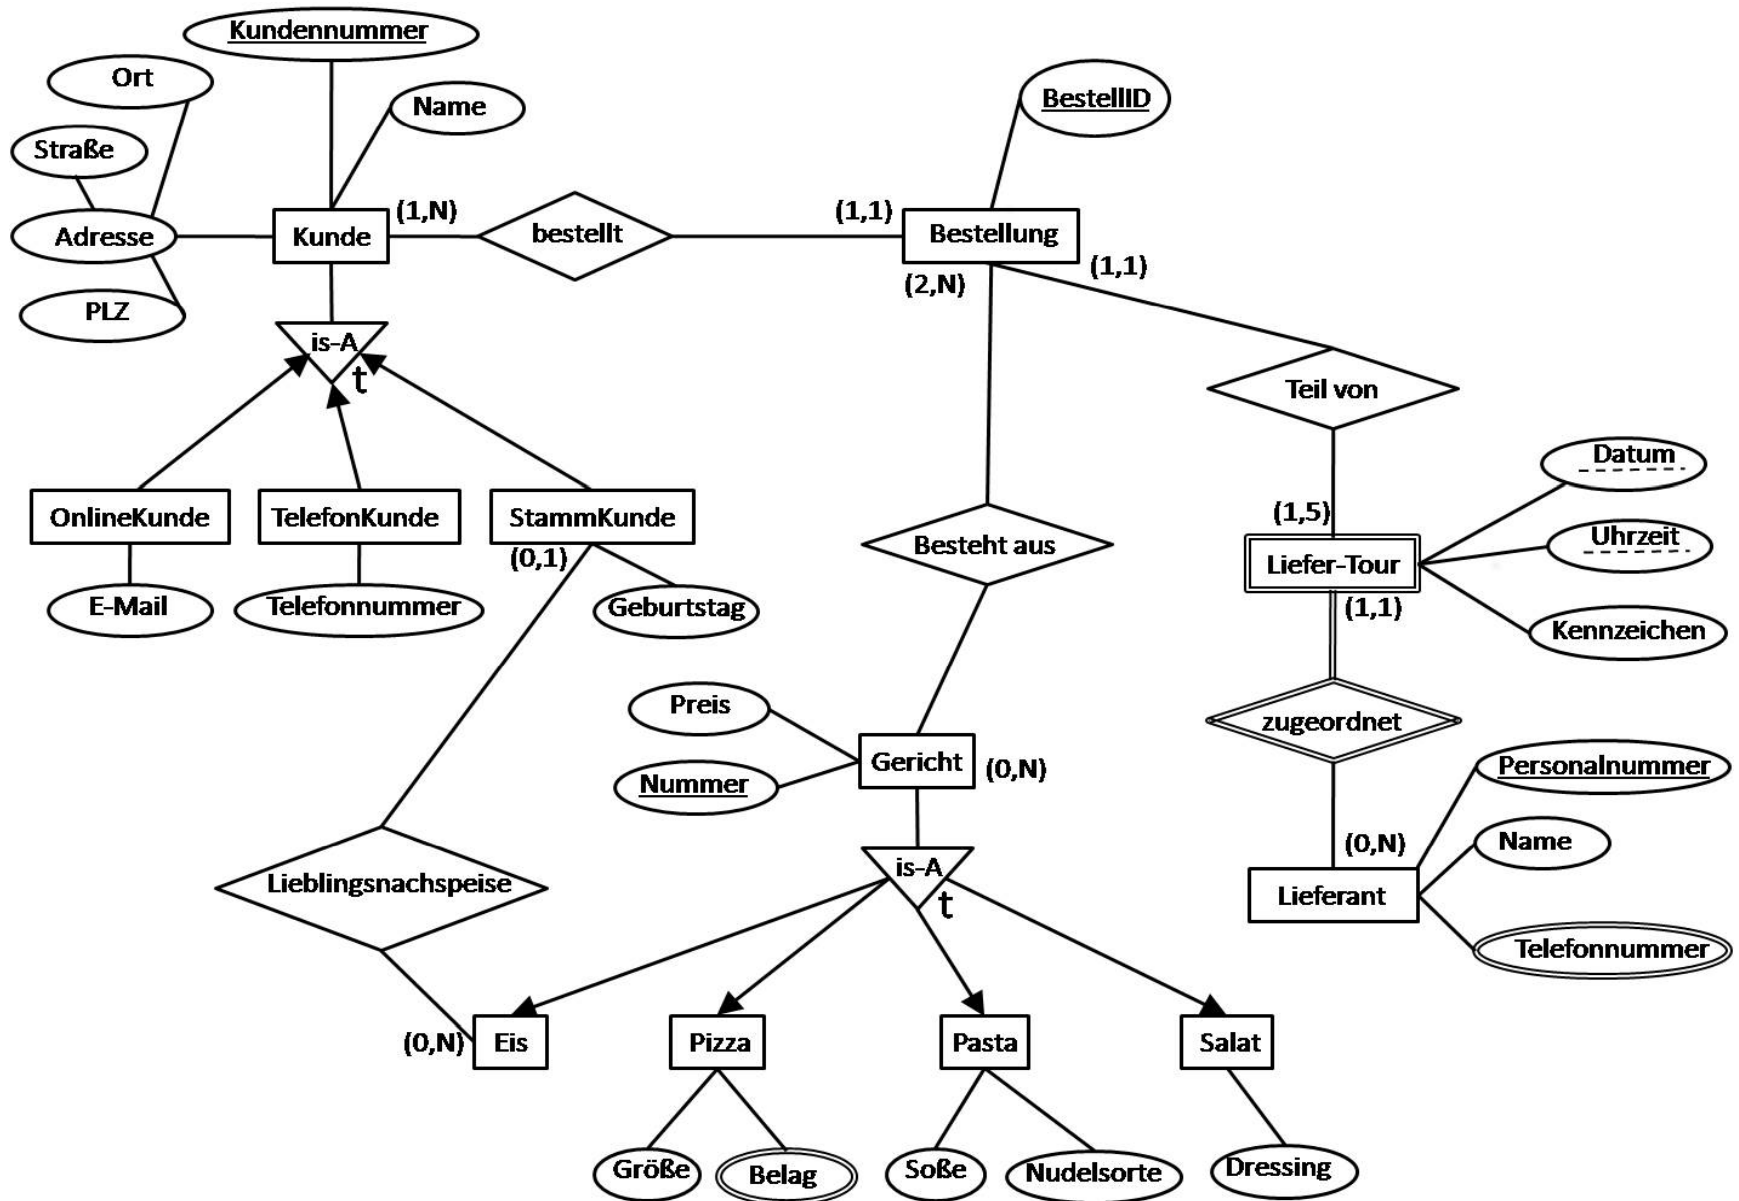 Kundennummer
Ort
Name
BestellID
Straße
Adresse
Kunde
(1,N)
bestellt
(1,1)
Bestellung
(2,N)
(1,1)
PLZ
is-A
t
Teil von
Datum
OnlineKunde
TelefonKunde
StammKunde
(0,1)
Besteht aus
(1,5)
Uhrzeit
Liefer-Tour
(1,1)
E-Mail
Telefonnummer
Geburtstag
Kennzeichen
Preis
zugeordnet
Gericht
(0,N)
Nummer
Personalnummer
(0,N)
Name
is-A
t
Lieblingsnachspeise
Lieferant
Telefonnummer
(0,N)
Eis
Pizza
Pasta
Salat
Größe
Belag
Soße
Nudelsorte
Dressing